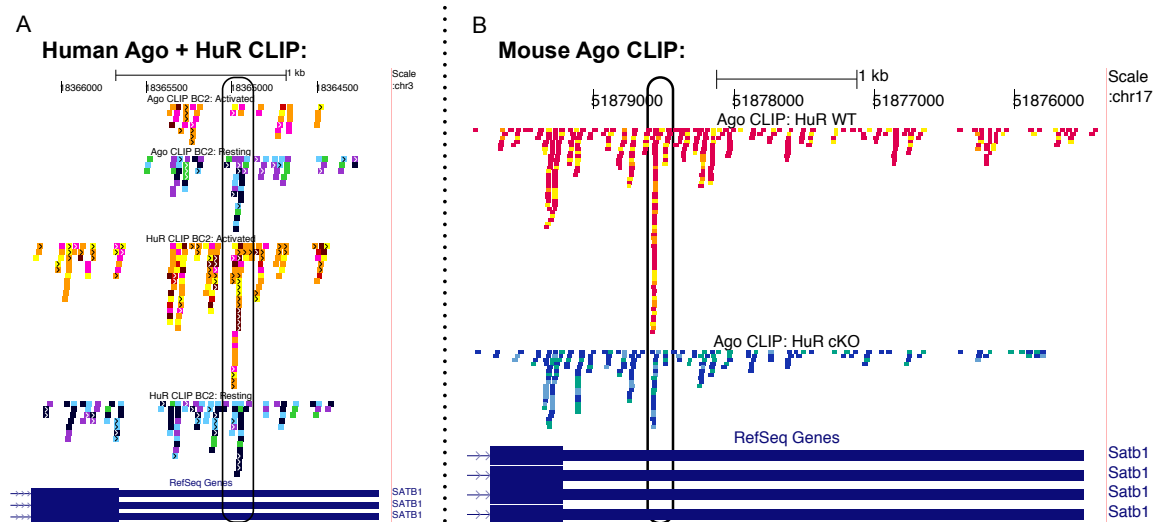 A
Human Ago + HuR CLIP:
1 kb
Scale
18366000 18365500 18365000 18364500 :chr3
Ago CLIP BC2: Activated
Ago CLIP BC2: Resting
HuR CLIP BC2: Activated
HuR CLIP BC2: Resting
RefSeq Genes
SATB1
SATB1
SATB1
B
Mouse Ago CLIP:
1 kb
Scale
51879000 51878000 51877000 51876000 :chr17
Ago CLIP: HuR WT
Ago CLIP: HuR cKO
RefSeq Genes
Satb1
Satb1
Satb1
Satb1